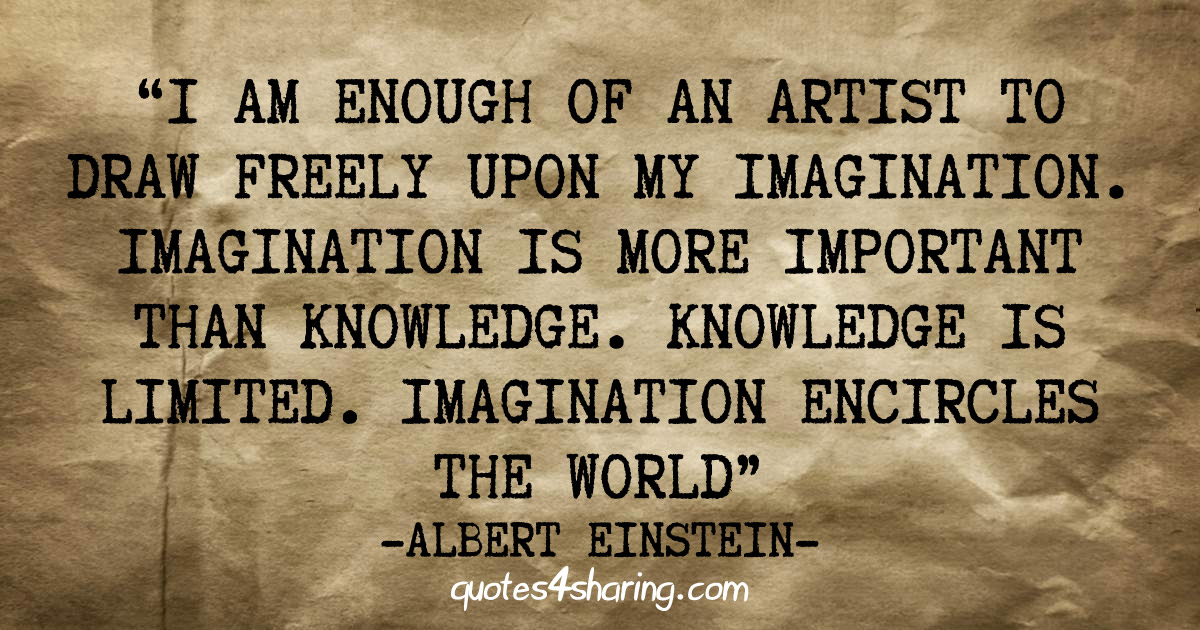 “I AM ENOUGH OF AN ARTIST TO
DRAW FREELY UPON MY IMAGINATION.
IMAGINATION IS MORE IMPORTANT
THAN KNOWLEDGE. KNOWLEDGE IS
LIMITED. IMAGINATION ENCIRCLES
THE WORLD”
-ALBERT EINSTEIN-
quotes4sharing.com